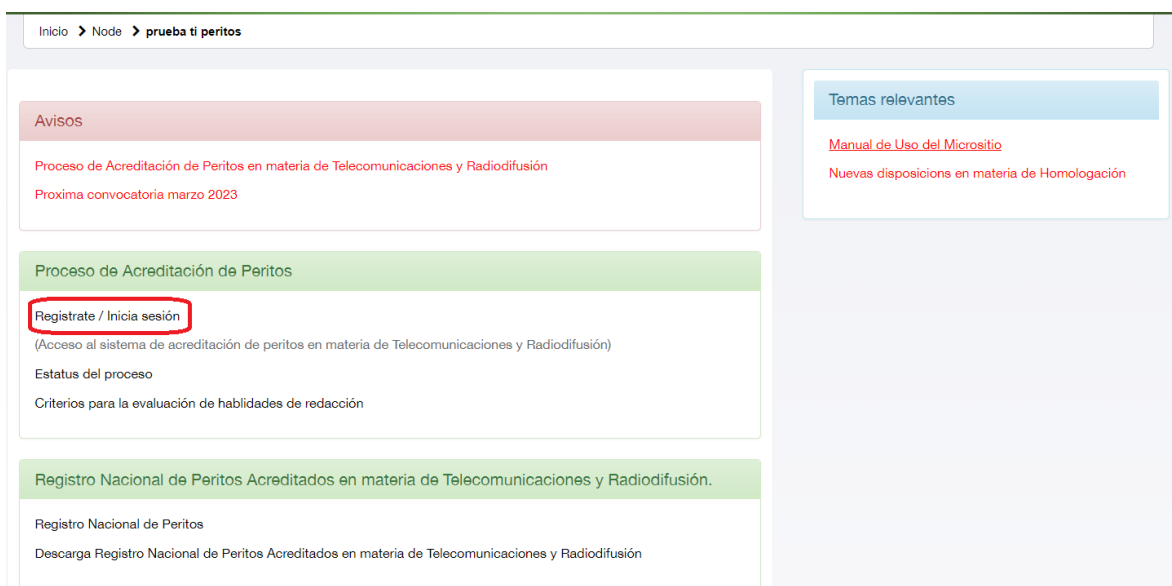 Inicio > Node > prueba ti peritos
Avisos
Proceso de Acreditación de Peritos en materia de Telecomunicaciones y Radiodifusión
Proxima convocatoria marzo 2023
Proceso de Acreditación de Peritos
Registrate / Inicia sesión
(Acceso al sistema de acreditación de peritos en materia de Telecomunicaciones y Radiodifusión)
Estatus del proceso
Criterios para la evaluación de hablidades de redacción
Registro Nacional de Peritos Acreditados en materia de Telecomunicaciones y Radiodifusión.
Registro Nacional de Peritos
Descarga Registro Nacional de Peritos Acreditados en materia de Telecomunicaciones y Radiodifusión
Temas relevantes
Manual de Uso del Micrositio
Nuevas disposicions en materia de Homologación